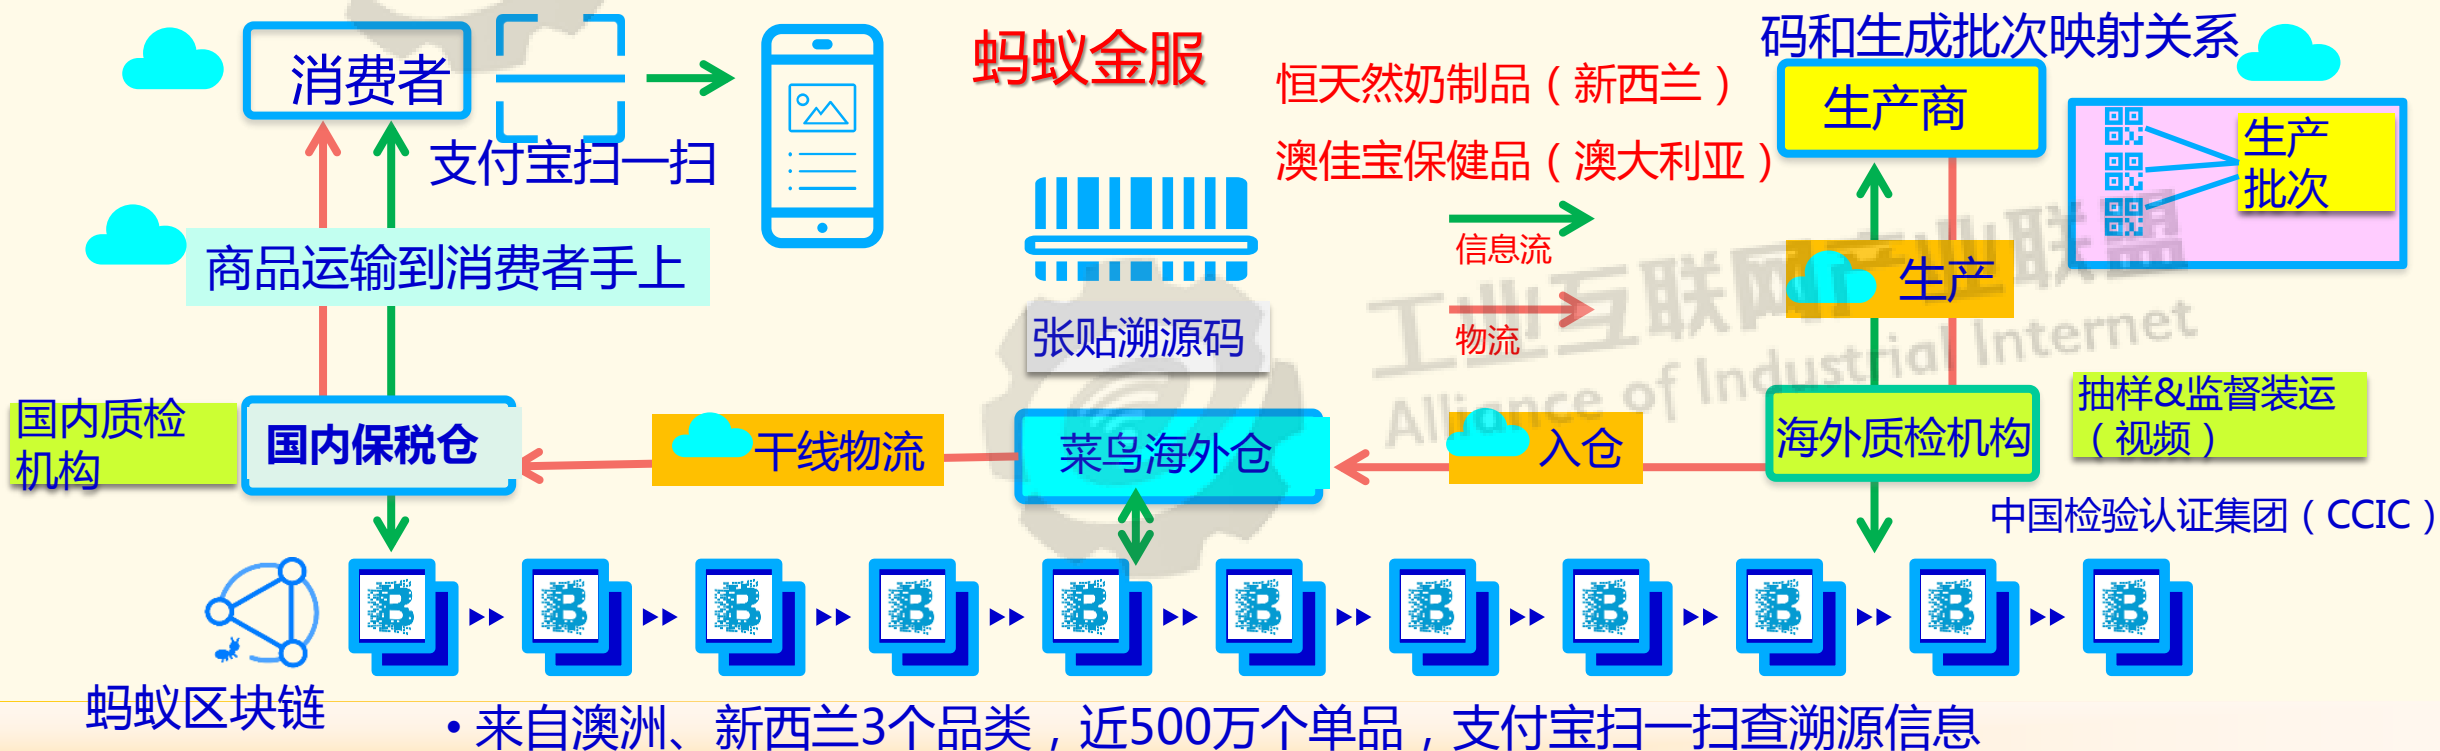 码和生成批次映射关系
消费者
蚂蚁金服
恒天然奶制品（新西兰）
生产商
生产
批次
支付宝扫一扫
澳佳宝保健品（澳大利亚）
信息流
商品运输到消费者手上
生产
工业互联网产业联盟
Alliance of Industrial Internet
张贴溯源码
物流
国内质检
机构
国内保税仓
干线物流
菜鸟海外仓
入仓
海外质检机构
抽样&监督装运
（视频）
中国检验认证集团（CCIC）
蚂蚁区块链
•来自澳洲、新西兰3个品类，近500万个单品，支付宝扫一扫查溯源信息